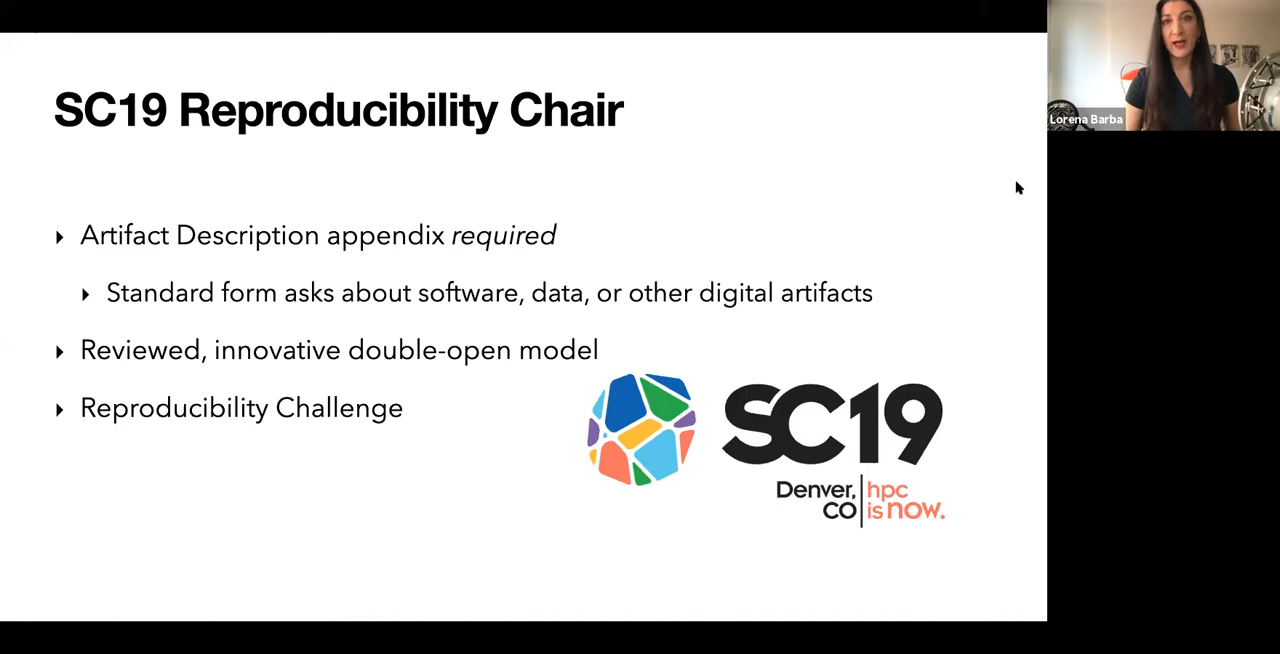 SC19 Reproducibility Chair
Artifact Description appendix required
Standard form asks about software, data, or other digital artifacts
Reviewed, innovative double-open model
Reproducibility Challenge
SC19
Denver, CO
hpc is now.
Lorena Barba